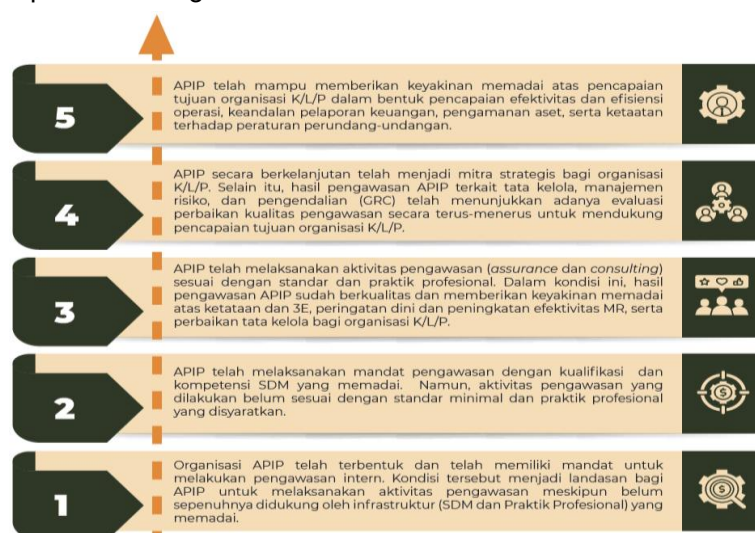 5
APIP telah mampu memberikan keyakinan memadai atas pencapaian
tujuan organisasi K/L/P dalam bentuk pencapaian efektivitas dan efisiensi
operasi, keandalan pelaporan keuangan, pengamanan aset, serta ketaatan
terhadap peraturan perundang-undangan.
4
APIP secara berkelanjutan telah menjadi mitra strategis bagi organisasi
K/L/P. Selain itu, hasil pengawasan APIP terkait tata kelola, manajemen
risiko, dan pengendalian (GRC) telah menunjukkan adanya evaluasi
perbaikan kualitas pengawasan secara terus-menerus untuk mendukung
pencapaian tujuan organisasi K/L/P.
3
APIP telah melaksanakan aktivitas pengawasan (assurance dan consulting)
sesuai dengan standar dan praktik profesional. Dalam kondisi ini, hasil
pengawasan APIP sudah berkualitas dan memberikan keyakinan memadai
atas ketataan dan 3E, peringatan dini dan peningkatan efektivitas MR, serta
perbaikan tata kelola bagi organisasi K/L/P.
2
APIP telah melaksanakan mandat pengawasan dengan kualifikasi dan
kompetensi SDM yang memadai. Namun, aktivitas pengawasan yang
dilakukan belum sesuai dengan standar minimal dan praktik profesional
yang disyaratkan.
1
Organisasi APIP telah terbentuk dan telah memiliki mandat untuk
melakukan pengawasan intern. Kondisi tersebut menjadi landasan bagi
APIP untuk melaksanakan aktivitas pengawasan meskipun belum
sepenuhnya didukung oleh infrastruktur (SDM dan Praktik Profesional) yang
memadai.